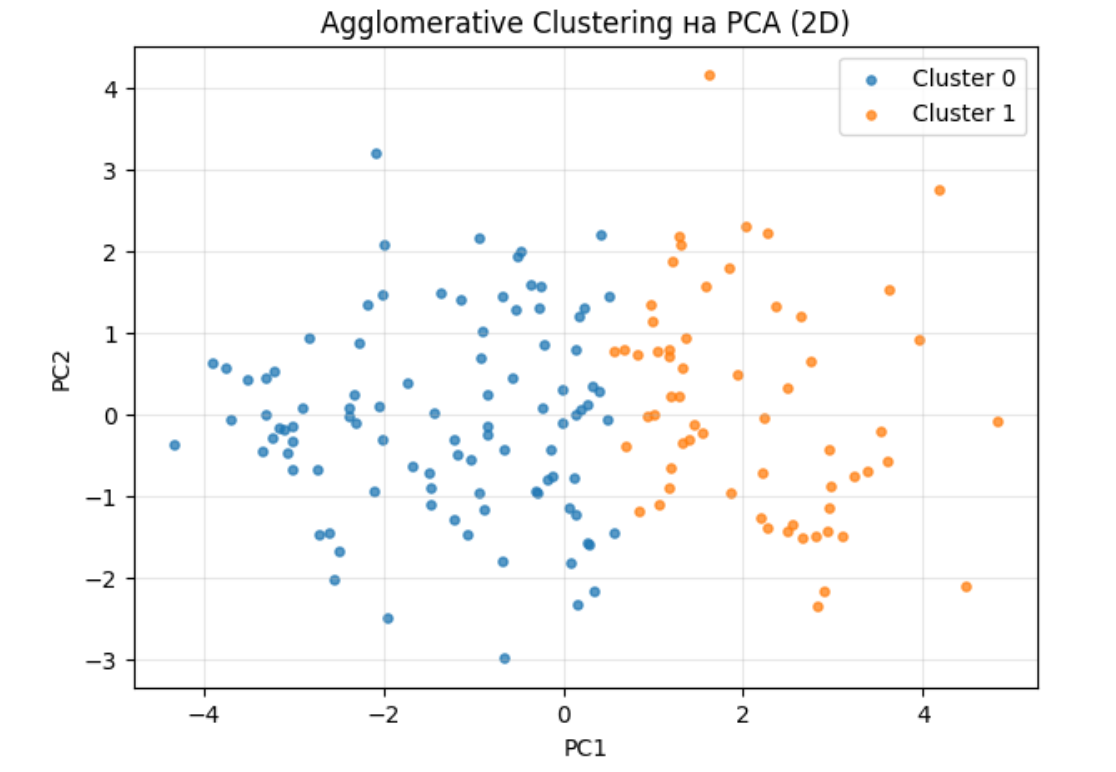 Agglomerative Clustering на PCA (2D)
Cluster 0
Cluster 1
4
3
2
1
0
−1
−2
−3
PC2
−4
−2
0
2
4
PC1